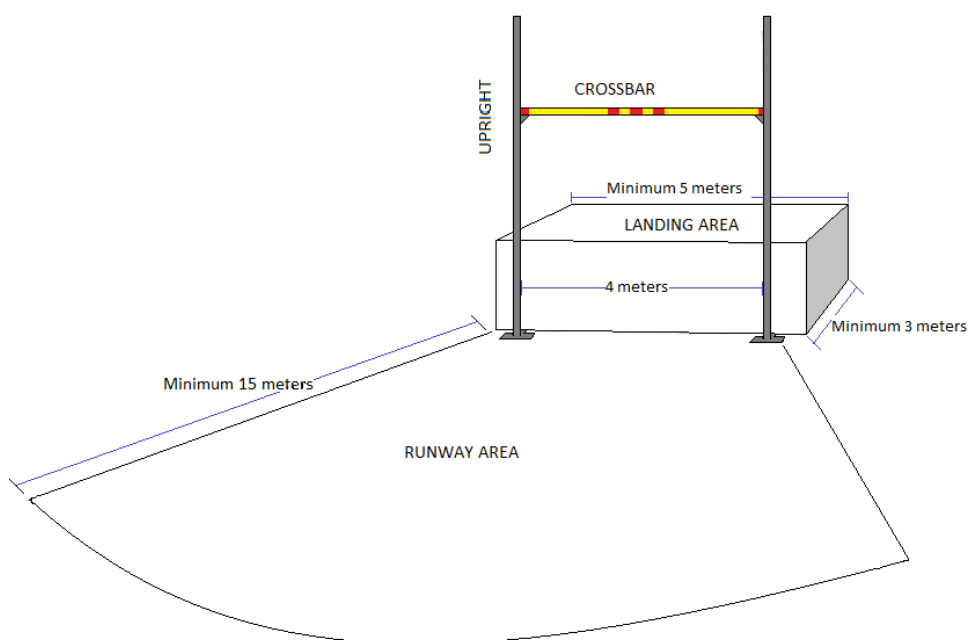 CROSSBAR
UPRIGHT
Minimum 5 meters
LANDING AREA
4 meters
Minimum 3 meters
Minimum 15 meters
RUNWAY AREA